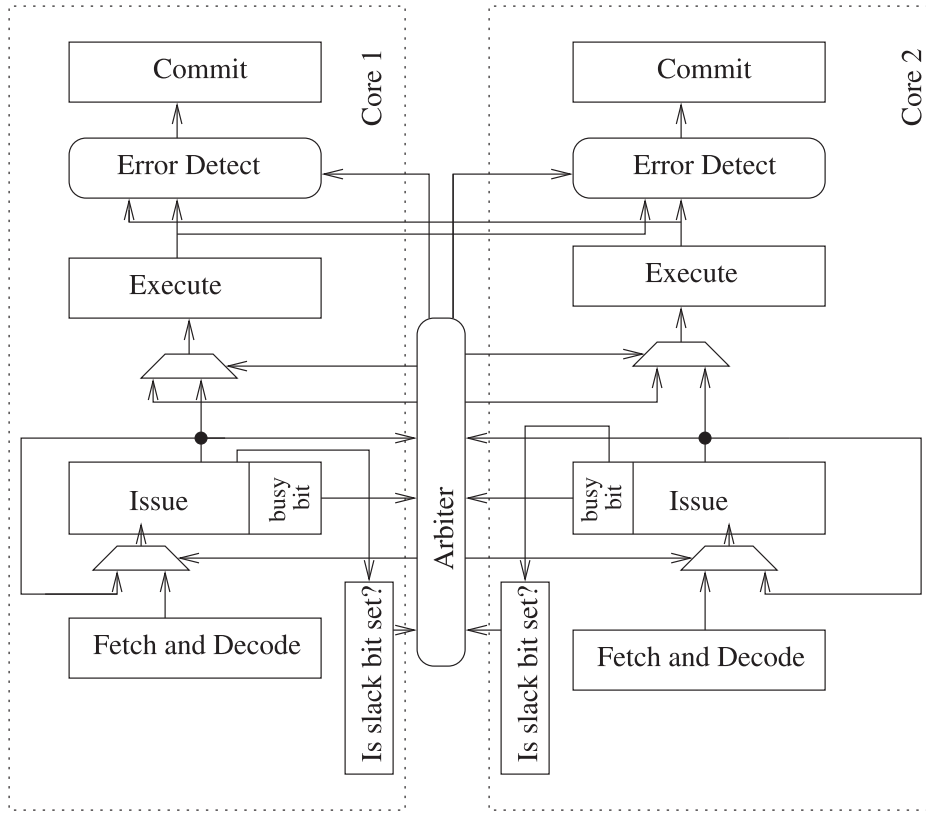 Commit
Core 1
Error Detect
Execute
Issue
busy
bit
Fetch and Decode
Is slack bit set?
Arbiter
Commit
Core 2
Error Detect
Execute
busy
bit
Issue
Is slack bit set?
Fetch and Decode